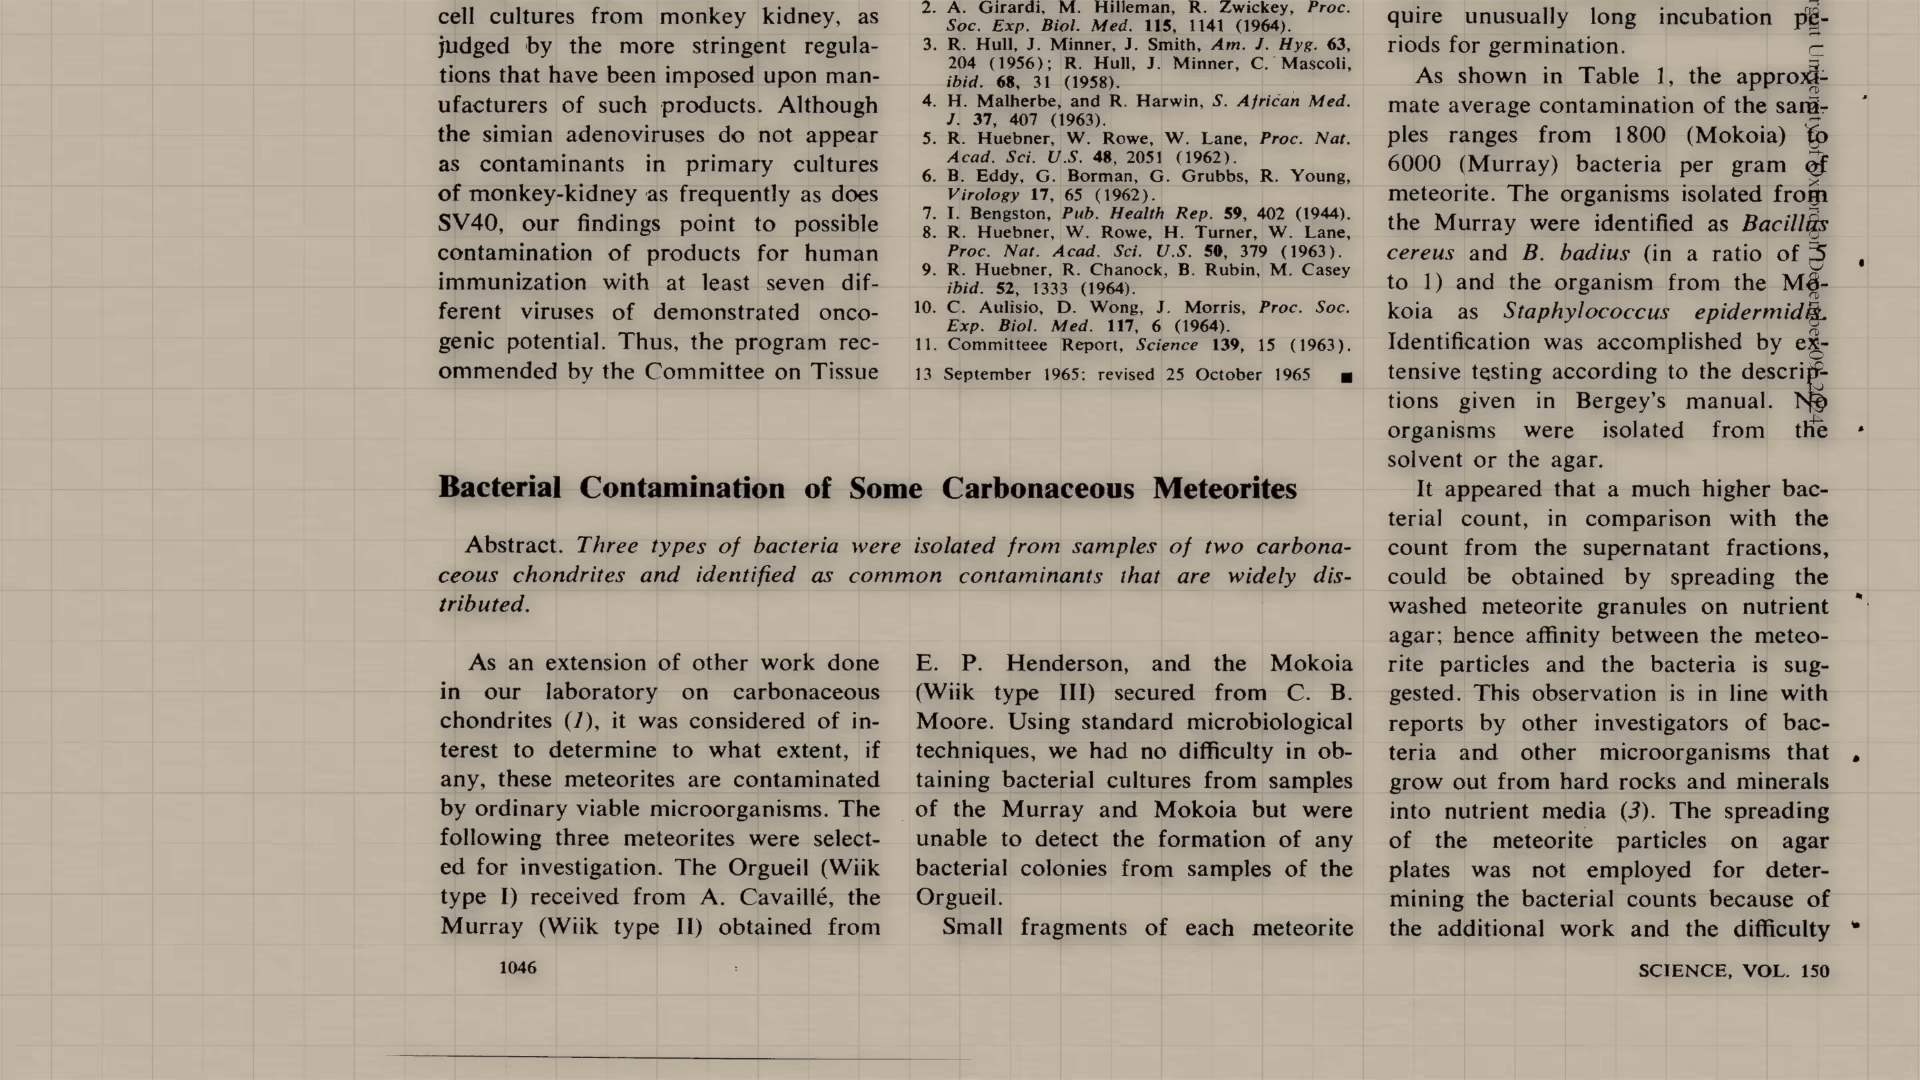 cell cultures from monkey kidney, as
judged by the more stringent regula-
tions that have been imposed upon man-
ufacturers of such products. Although
the simian adenoviruses do not appear
as contaminants in primary cultures
of monkey-kidney as frequently as does
SV40, our findings point to possible
contamination of products for human
immunization with at least seven dif-
ferent viruses of demonstrated onco-
genic potential. Thus, the program rec-
ommended by the Committee on Tissue
2. A. Girardi, M. Hilleman, R. Zwickey, Proc.
Soc. Exp. Biol. Med. 115, 1141 (1964).
3. R. Hull, J. Minner, J. Smith, Am. J. Hyg. 63,
204 (1956); R. Hull, J. Minner, C. Mascoli,
ibid. 68, 31 (1958).
4. H. Malherbe, and R. Harwin, S. African Med.
J. 37, 407 (1963).
5. R. Huebner, W. Rowe, W. Lane, Proc. Nat.
Acad. Sci. U.S. 48, 2051 (1962).
6. B. Eddy, G. Borman, G. Grubbs, R. Young,
Virology 17, 65 (1962).
7. I. Bengston, Pub. Health Rep. 59, 402 (1944).
8. R. Huebner, W. Rowe, H. Turner, W. Lane,
Proc. Nat. Acad. Sci. U.S. 50, 379 (1963).
9. R. Huebner, R. Chanock, B. Rubin, M. Casey
ibid. 52, 1333 (1964).
10. C. Aulisio, D. Wong, J. Morris, Proc. Soc.
Exp. Biol. Med. 117, 6 (1964).
11. Committeee Report, Science 139, 15 (1963).
13 September 1965; revised 25 October 1965 ■
Bacterial Contamination of Some Carbonaceous Meteorites
Abstract. Three types of bacteria were isolated from samples of two carbona-
ceous chondrites and identified as common contaminants that are widely dis-
tributed.
As an extension of other work done
in our laboratory on carbonaceous
chondrites (1), it was considered of in-
terest to determine to what extent, if
any, these meteorites are contaminated
by ordinary viable microorganisms. The
following three meteorites were select-
ed for investigation. The Orgueil (Wiik
type I) received from A. Cavaillé, the
Murray (Wiik type II) obtained from
E. P. Henderson, and the Mokoia
(Wiik type III) secured from C. B.
Moore. Using standard microbiological
techniques, we had no difficulty in ob-
taining bacterial cultures from samples
of the Murray and Mokoia but were
unable to detect the formation of any
bacterial colonies from samples of the
Orgueil.
Small fragments of each meteorite
quire unusually long incubation pe-
riods for germination.
As shown in Table 1, the approxi-
mate average contamination of the sam-
ples ranges from 1800 (Mokoia) to
6000 (Murray) bacteria per gram of
meteorite. The organisms isolated from
the Murray were identified as Bacillus
cereus and B. badius (in a ratio of 5
to 1) and the organism from the Mo-
koia as Staphylococcus epidermidis.
Identification was accomplished by ex-
tensive testing according to the descrip-
tions given in Bergey's manual. No
organisms were isolated from the
solvent or the agar.
It appeared that a much higher bac-
terial count, in comparison with the
count from the supernatant fractions,
could be obtained by spreading the
washed meteorite granules on nutrient
agar; hence affinity between the meteo-
rite particles and the bacteria is sug-
gested. This observation is in line with
reports by other investigators of bac-
teria and other microorganisms that
grow out from hard rocks and minerals
into nutrient media (3). The spreading
of the meteorite particles on agar
plates was not employed for deter-
mining the bacterial counts because of
the additional work and the difficulty
1046
SCIENCE, VOL. 150